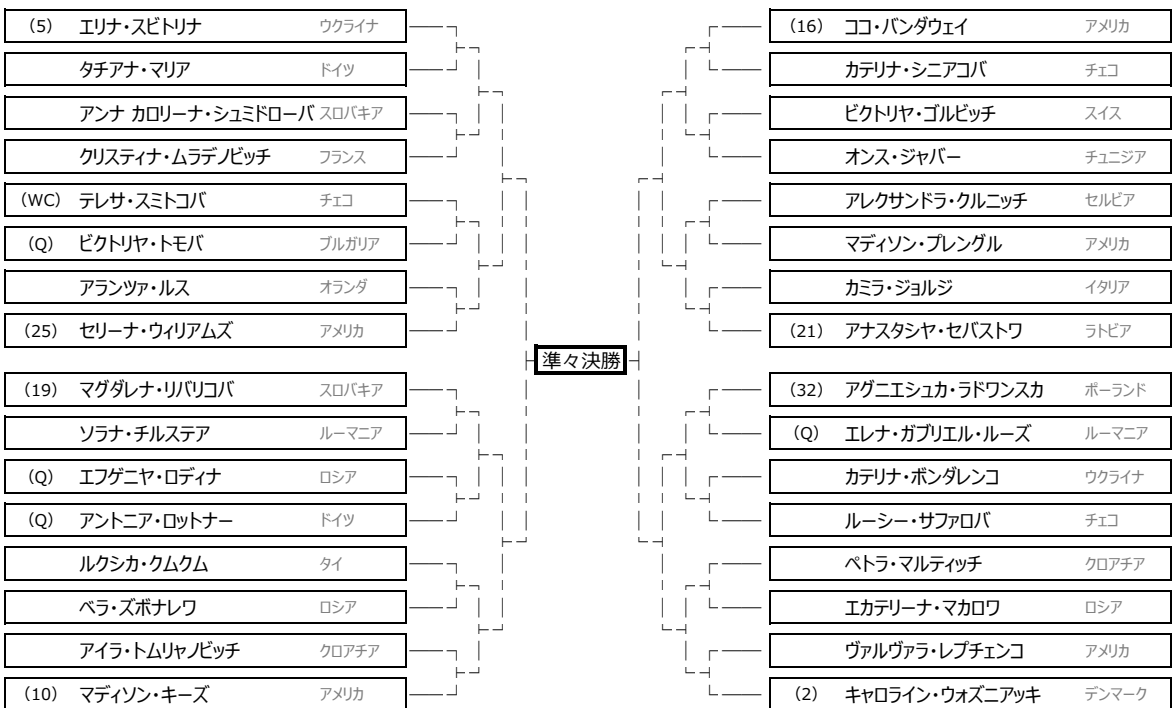 (5) エリナ・スビトリナ ウクライナ
タチアナ・マリア ドイツ
アンナ カロリーナ・シュミドローバ スロバキア
クリスティナ・ムラデノビッチ フランス
(WC) テレサ・スミトコバ チェコ
(Q) ビクトリヤ・トモバ ブルガリア
アランツァ・ルス オランダ
(25) セリーナ・ウィリアムズ アメリカ
(19) マグダレナ・リバリコバ スロバキア
ソラナ・チルステア ルーマニア
(Q) エフゲニヤ・ロディナ ロシア
(Q) アントニア・ロットナー ドイツ
ルクシカ・クムクム タイ
ベラ・ズボナレワ ロシア
アイラ・トムリャノビッチ クロアチア
(10) マディソン・キーズ アメリカ
準々決勝
(16) ココ・バンダウェイ アメリカ
カテリナ・シニアコバ チェコ
ビクトリヤ・ゴルビッチ スイス
オンス・ジャバー チュニジア
アレクサンドラ・クルニッチ セルビア
マディソン・ブレングル アメリカ
カミラ・ジョルジ イタリア
(21) アナスタシヤ・セバストワ ラトビア
(32) アグニエシュカ・ラドワンスカ ポーランド
(Q) エレナ・ガブリエル・ルーズ ルーマニア
カテリナ・ボンダレンコ ウクライナ
ルーシー・サファロバ チェコ
ペトラ・マルティッチ クロアチア
エカテリーナ・マカロワ ロシア
ヴァルヴァラ・レプチェンコ アメリカ
(2) キャロライン・ウォズニアッキ デンマーク